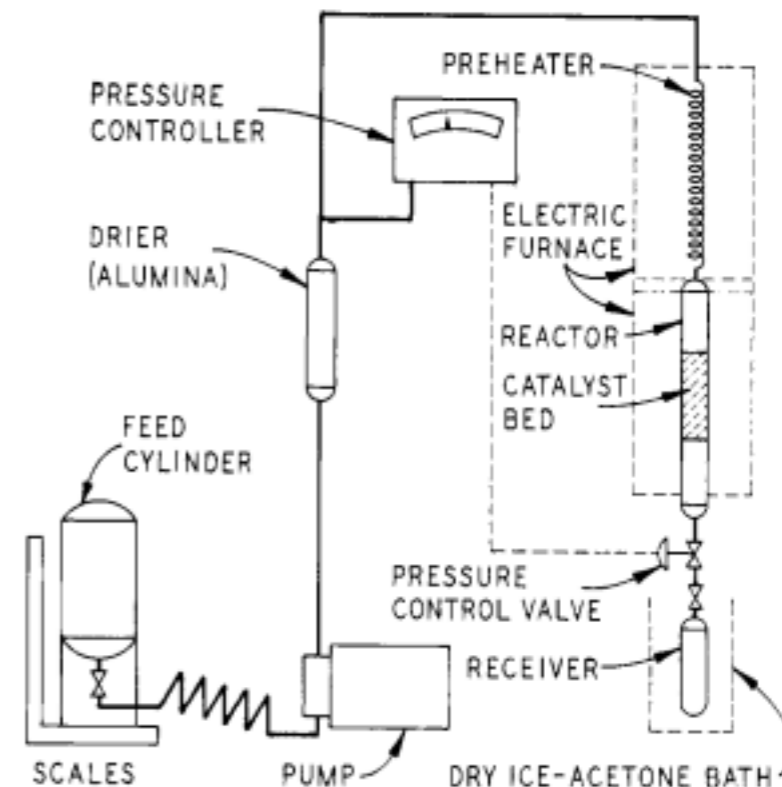 PREHEATER
PRESSURE
CONTROLLER
ELECTRIC
FURNACE
DRIER
(ALUMINA)
REACTOR
CATALYST
BED
FEED
CYLINDER
PRESSURE
CONTROL VALVE
RECEIVER
SCALES
PUMP
DRY ICE-ACETONE BATH